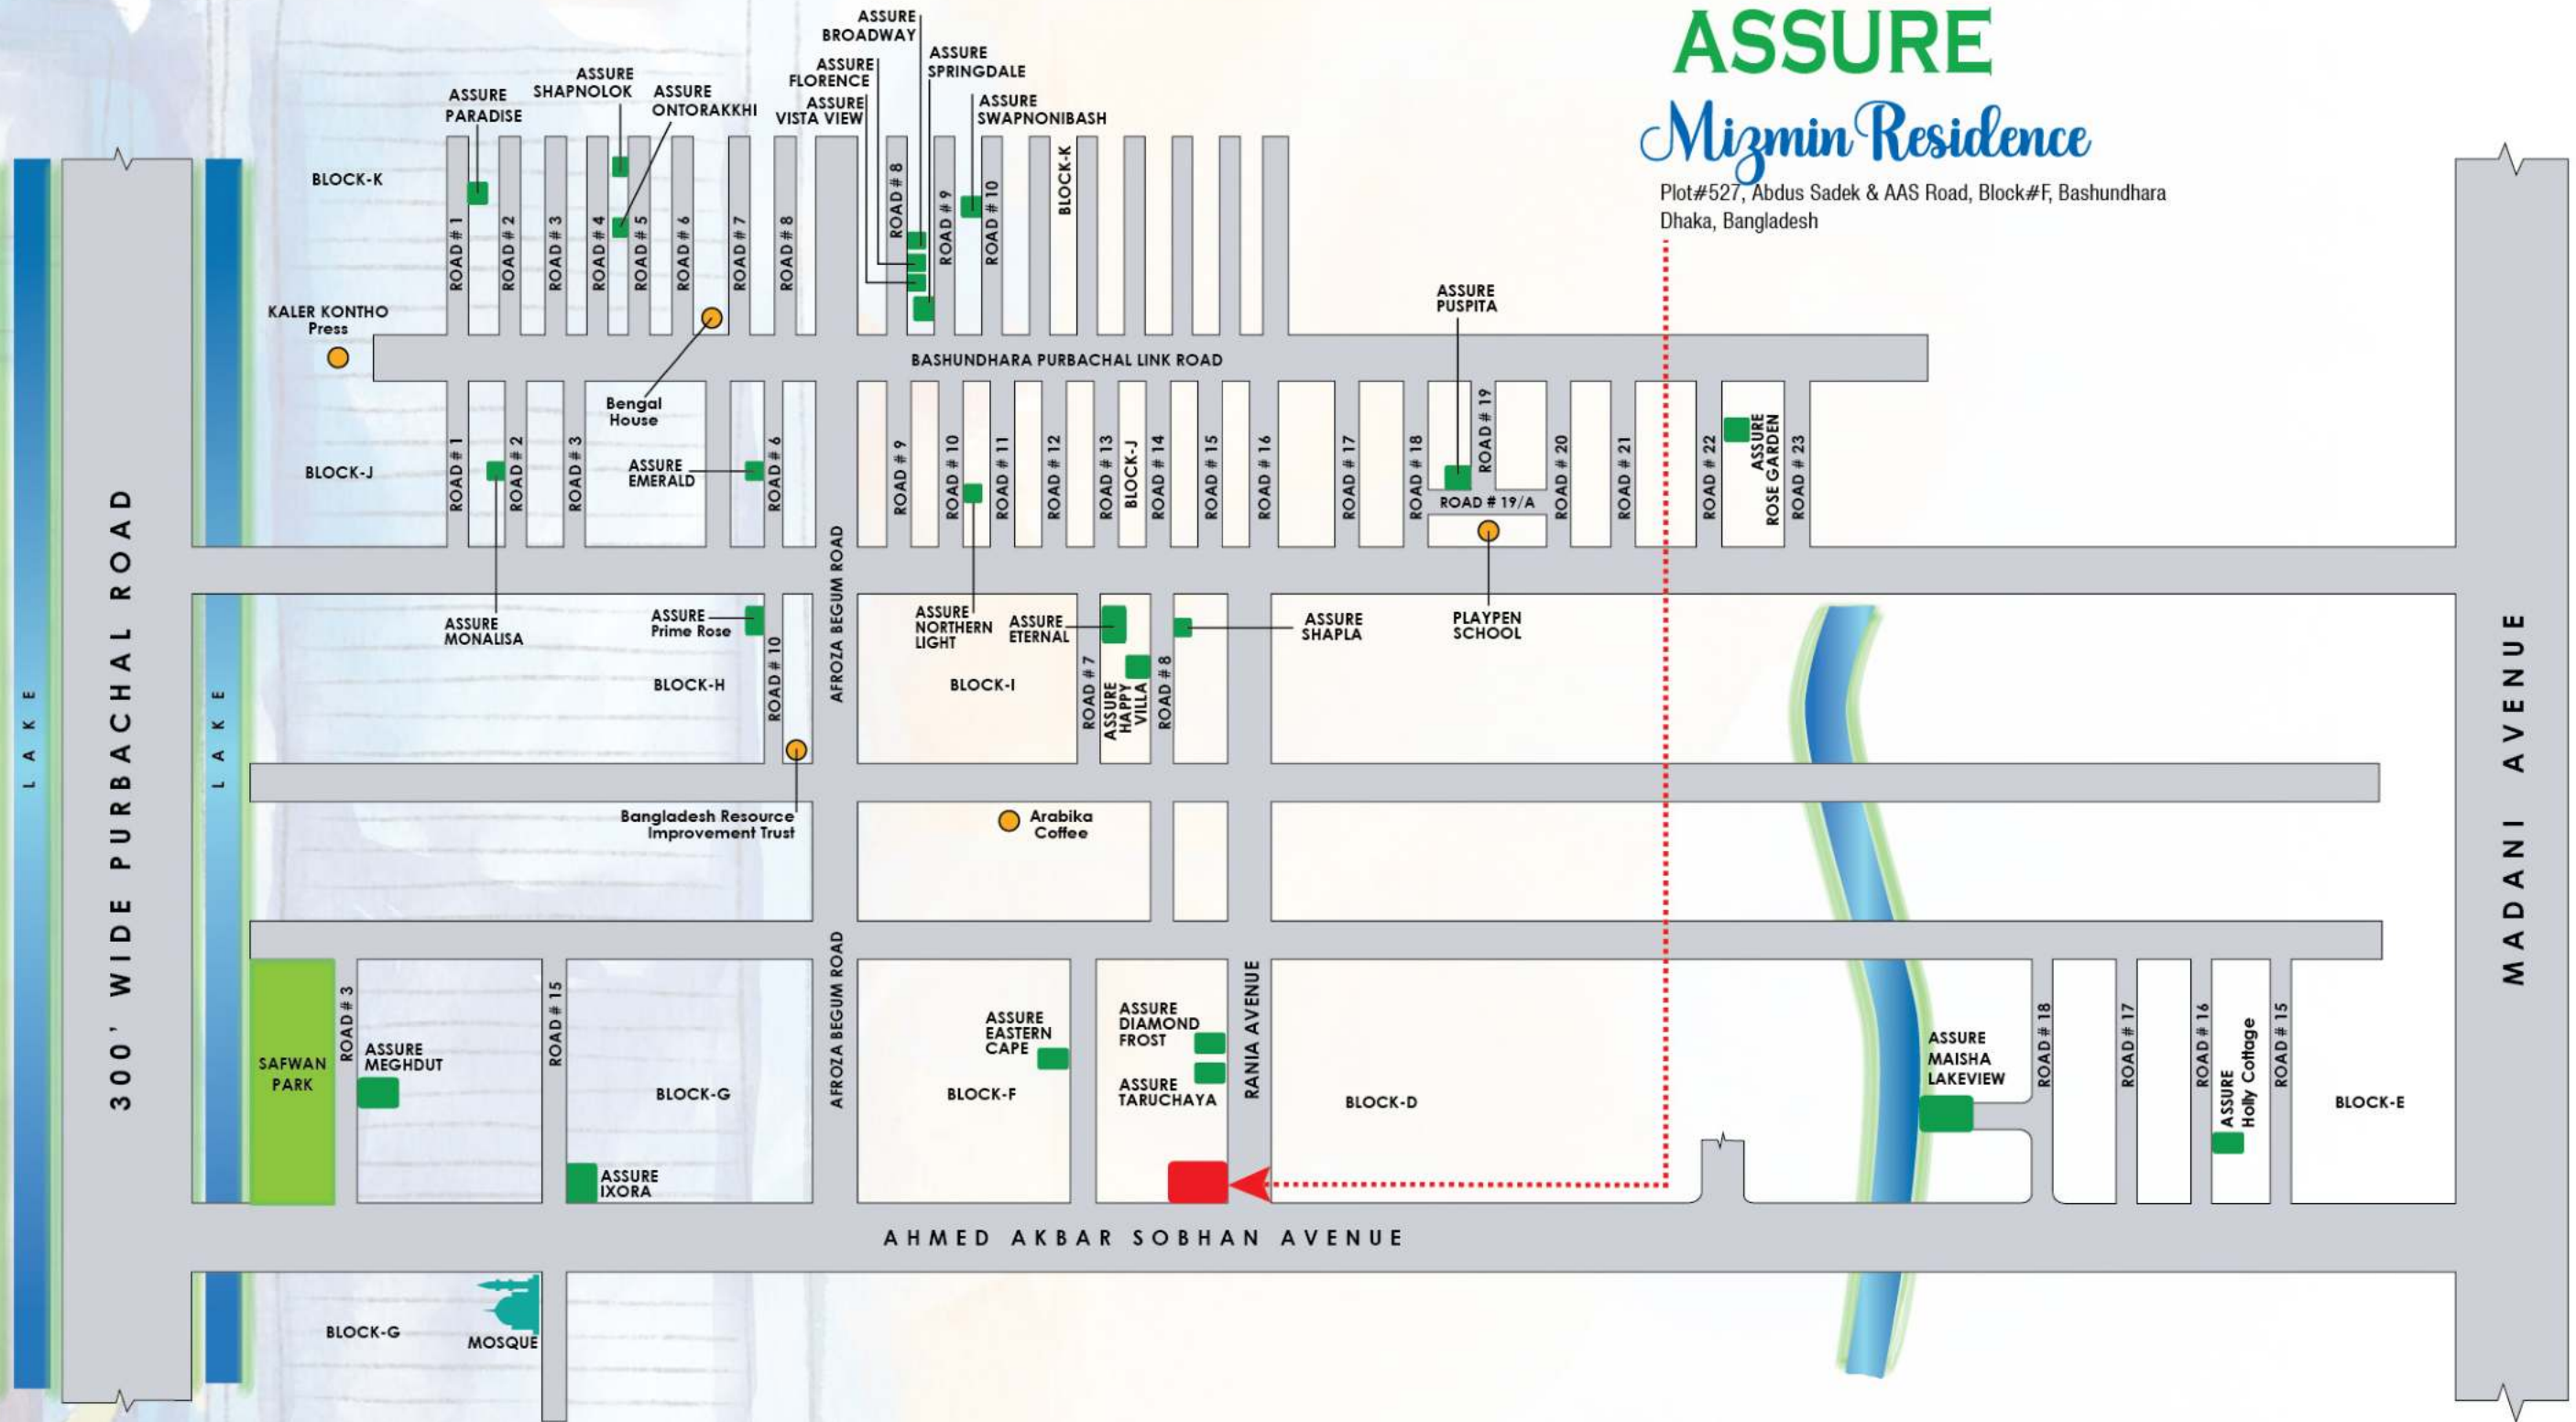 ASSURE
Mizmin Residence
Plot#527, Abdus Sadek & AAS Road, Block#F, Bashundhara
Dhaka, Bangladesh
ASSURE
BROADWAY
ASSURE
FLORENCE
ASSURE
VISTA VIEW
ASSURE
SPRINGDALE
ASSURE
SWAPNONIBASH
ASSURE
SHAPNOLOK
ASSURE
ONTORAKKHI
ASSURE
PARADISE
BLOCK-K
ROAD # 1
ROAD # 2
ROAD # 3
ROAD # 4
ROAD # 5
ROAD # 6
ROAD # 7
ROAD # 8
ROAD # 8
ROAD # 9
ROAD # 10
BLOCK-K
KALER KONTHO
Press
ASSURE
PUSPITA
BASHUNDHARA PURBACHAL LINK ROAD
Bengal
House
BLOCK-J
ROAD # 1
ROAD # 2
ROAD # 3
ASSURE
EMERALD
ROAD # 6
ROAD # 9
ROAD # 10
ROAD # 11
ROAD # 12
ROAD # 13
BLOCK-J
ROAD # 14
ROAD # 15
ROAD # 16
ROAD # 17
ROAD # 18
ROAD # 19
ROAD # 19/A
ROAD # 20
ROAD # 21
ROAD # 22
ASSURE
ROSE GARDEN
ROAD # 23
ASSURE
MONALISA
ASSURE
Prime Rose
ROAD # 10
BLOCK-H
AFROZA BEGUM ROAD
ASSURE
NORTHERN
LIGHT
ASSURE
ETERNAL
BLOCK-I
ROAD # 7
ASSURE
HAPPY
VILLA
ROAD # 8
ASSURE
SHAPLA
PLAYPEN
SCHOOL
LAKE
300' WIDE PURBACHAL ROAD
LAKE
MADANI AVENUE
Bangladesh Resource
Improvement Trust
Arabika
Coffee
SAFWAN
PARK
ROAD # 3
ASSURE
MEGHDUT
ROAD # 15
BLOCK-G
ASSURE
IXORA
AFROZA BEGUM ROAD
ASSURE
EASTERN
CAPE
BLOCK-F
ASSURE
DIAMOND
FROST
ASSURE
TARUCHAYA
RANIA AVENUE
BLOCK-D
ASSURE
MAISHA
LAKEVIEW
ROAD # 18
ROAD # 17
ROAD # 16
ASSURE
Holly Cottage
ROAD # 15
BLOCK-E
AHMED AKBAR SOBHAN AVENUE
BLOCK-G
MOSQUE